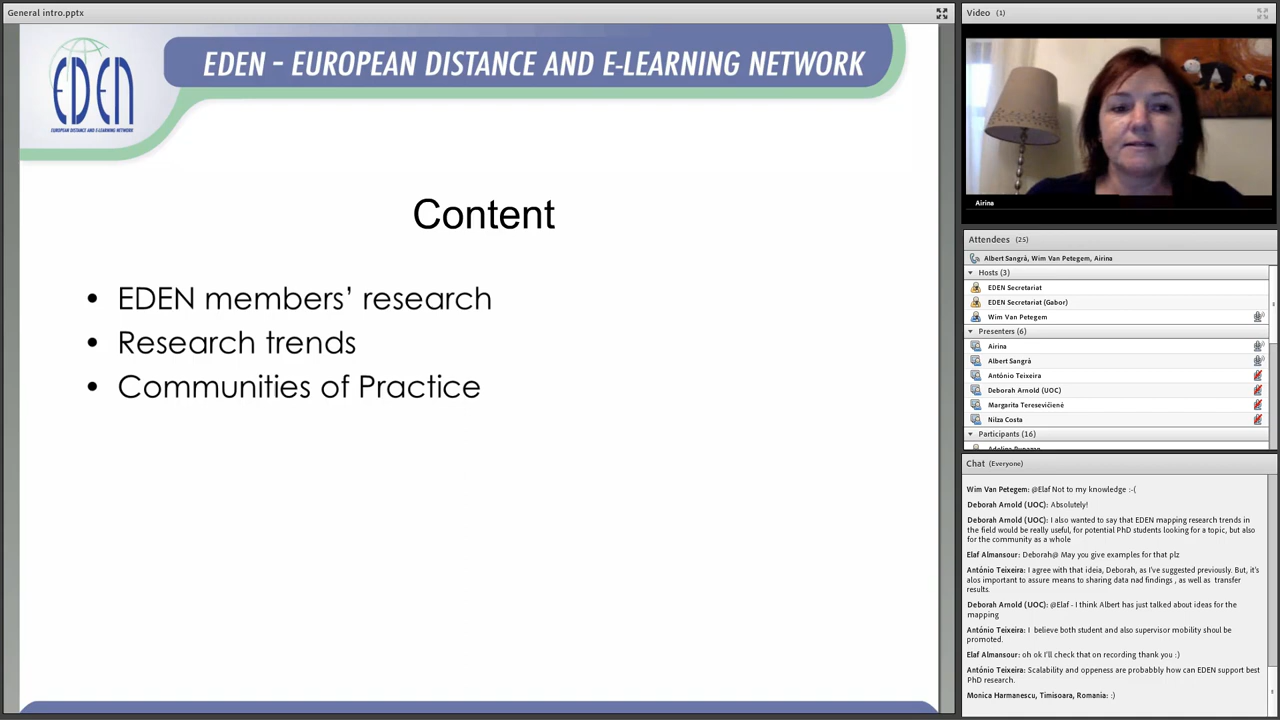 General intro.pptx
EDEN
EUROPEAN DISTANCE AND E-LEARNING NETWORK
EDEN - EUROPEAN DISTANCE AND E-LEARNING NETWORK
Content
• EDEN members’ research
• Research trends
• Communities of Practice
Video (1)
Airina
Attendees (25)
Albert Sangrà, Wim Van Petegem, Airina
Hosts (3)
EDEN Secretariat
EDEN Secretariat (Gabor)
Wim Van Petegem
Presenters (6)
Airina
Albert Sangrà
António Teixeira
Deborah Arnold (UOC)
Margarita Teresevičienė
Nilza Costa
Participants (16)
Chat (Everyone)
Wim Van Petegem: @Elaf Not to my knowledge :-(
Deborah Arnold (UOC): Absolutely!
Deborah Arnold (UOC): I also wanted to say that EDEN mapping research trends in
the field would be really useful, for potential PhD students looking for a topic, but also
for the community as a whole
Elaf Almansour: Deborah@ May you give examples for that plz
António Teixeira: I agree with that ideia, Deborah, as I've suggested previously. But, it's
alos important to assure means to sharing data nad findings , as well as transfer
results.
Deborah Arnold (UOC): @Elaf - I think Albert has just talked about ideas for the
mapping
António Teixeira: I believe both student and also supervisor mobility shoul be
promoted.
Elaf Almansour: oh ok I'll check that on recording thank you :)
António Teixeira: Scalability and oppeness are probabbly how can EDEN support best
PhD research.
Monica Harmanescu, Timisoara, Romania: :)